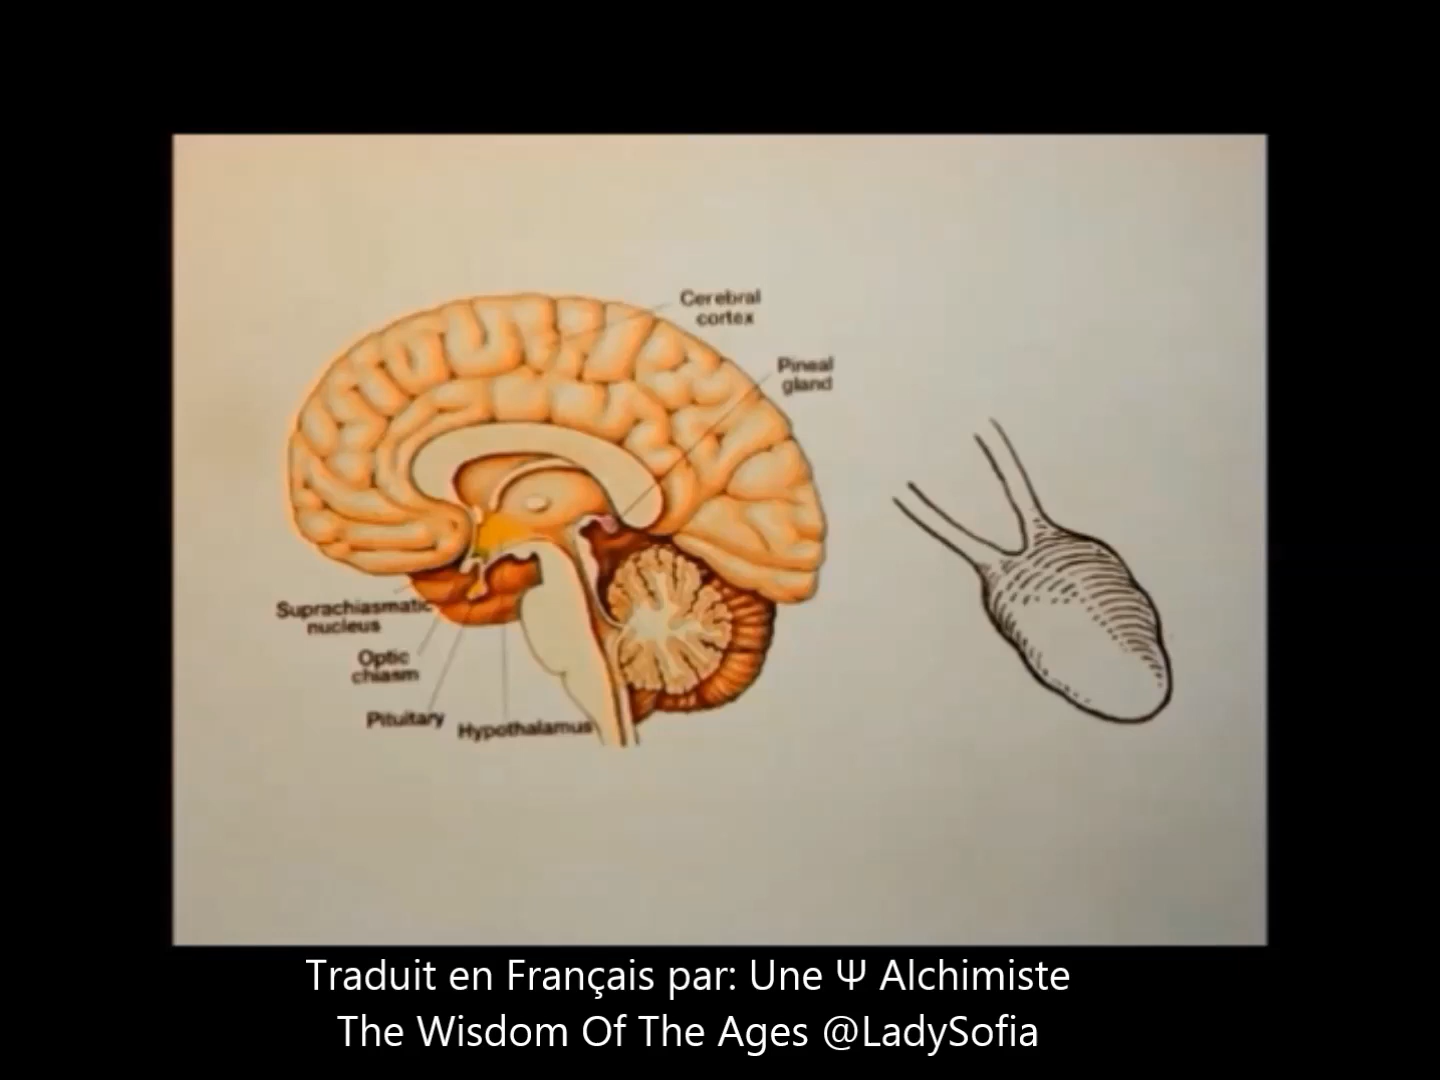 Cerebral
cortex
Pineal
gland
Suprachiasmatic
nucleus
Optic
chiasm
Pituitary
Hypothalamus
Traduit en Français par: Une Ψ Alchimiste
The Wisdom Of The Ages @LadySofia